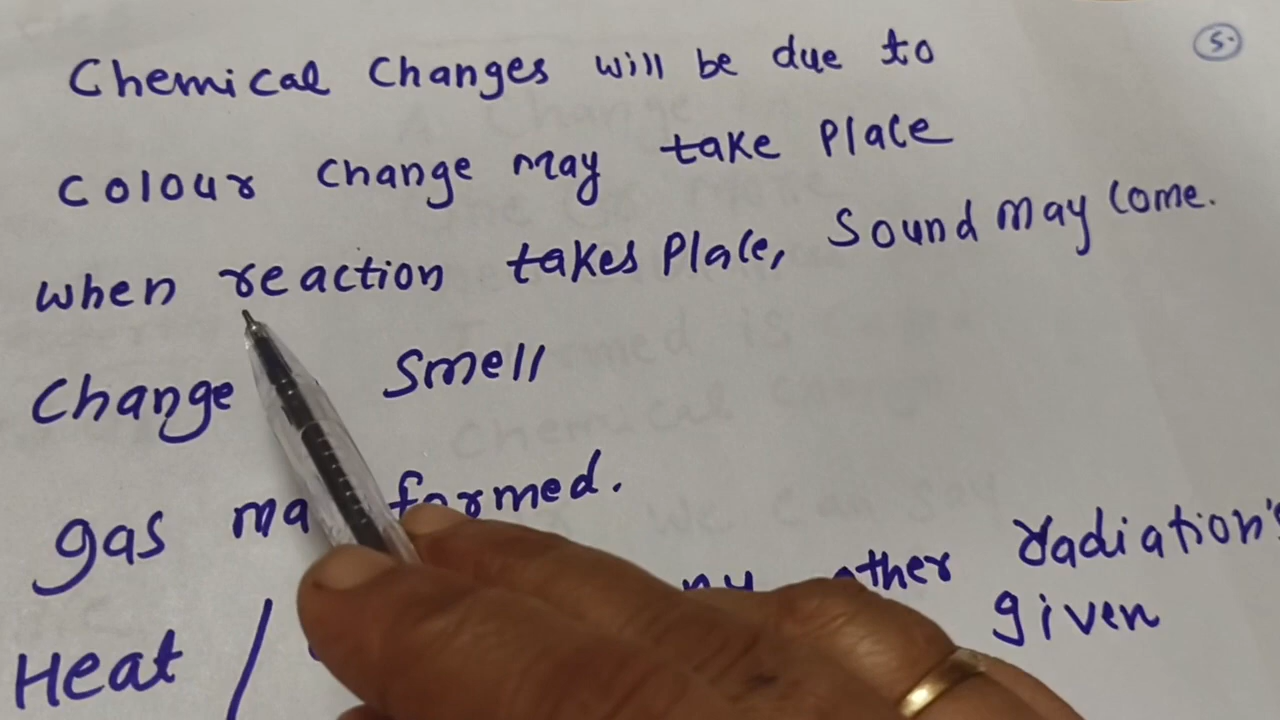 5.
Chemical Changes will be due to
Colour change may take place
when reaction takes place, Sound may come.
Change Smell
gas formed.
other radiation's
Heat / given